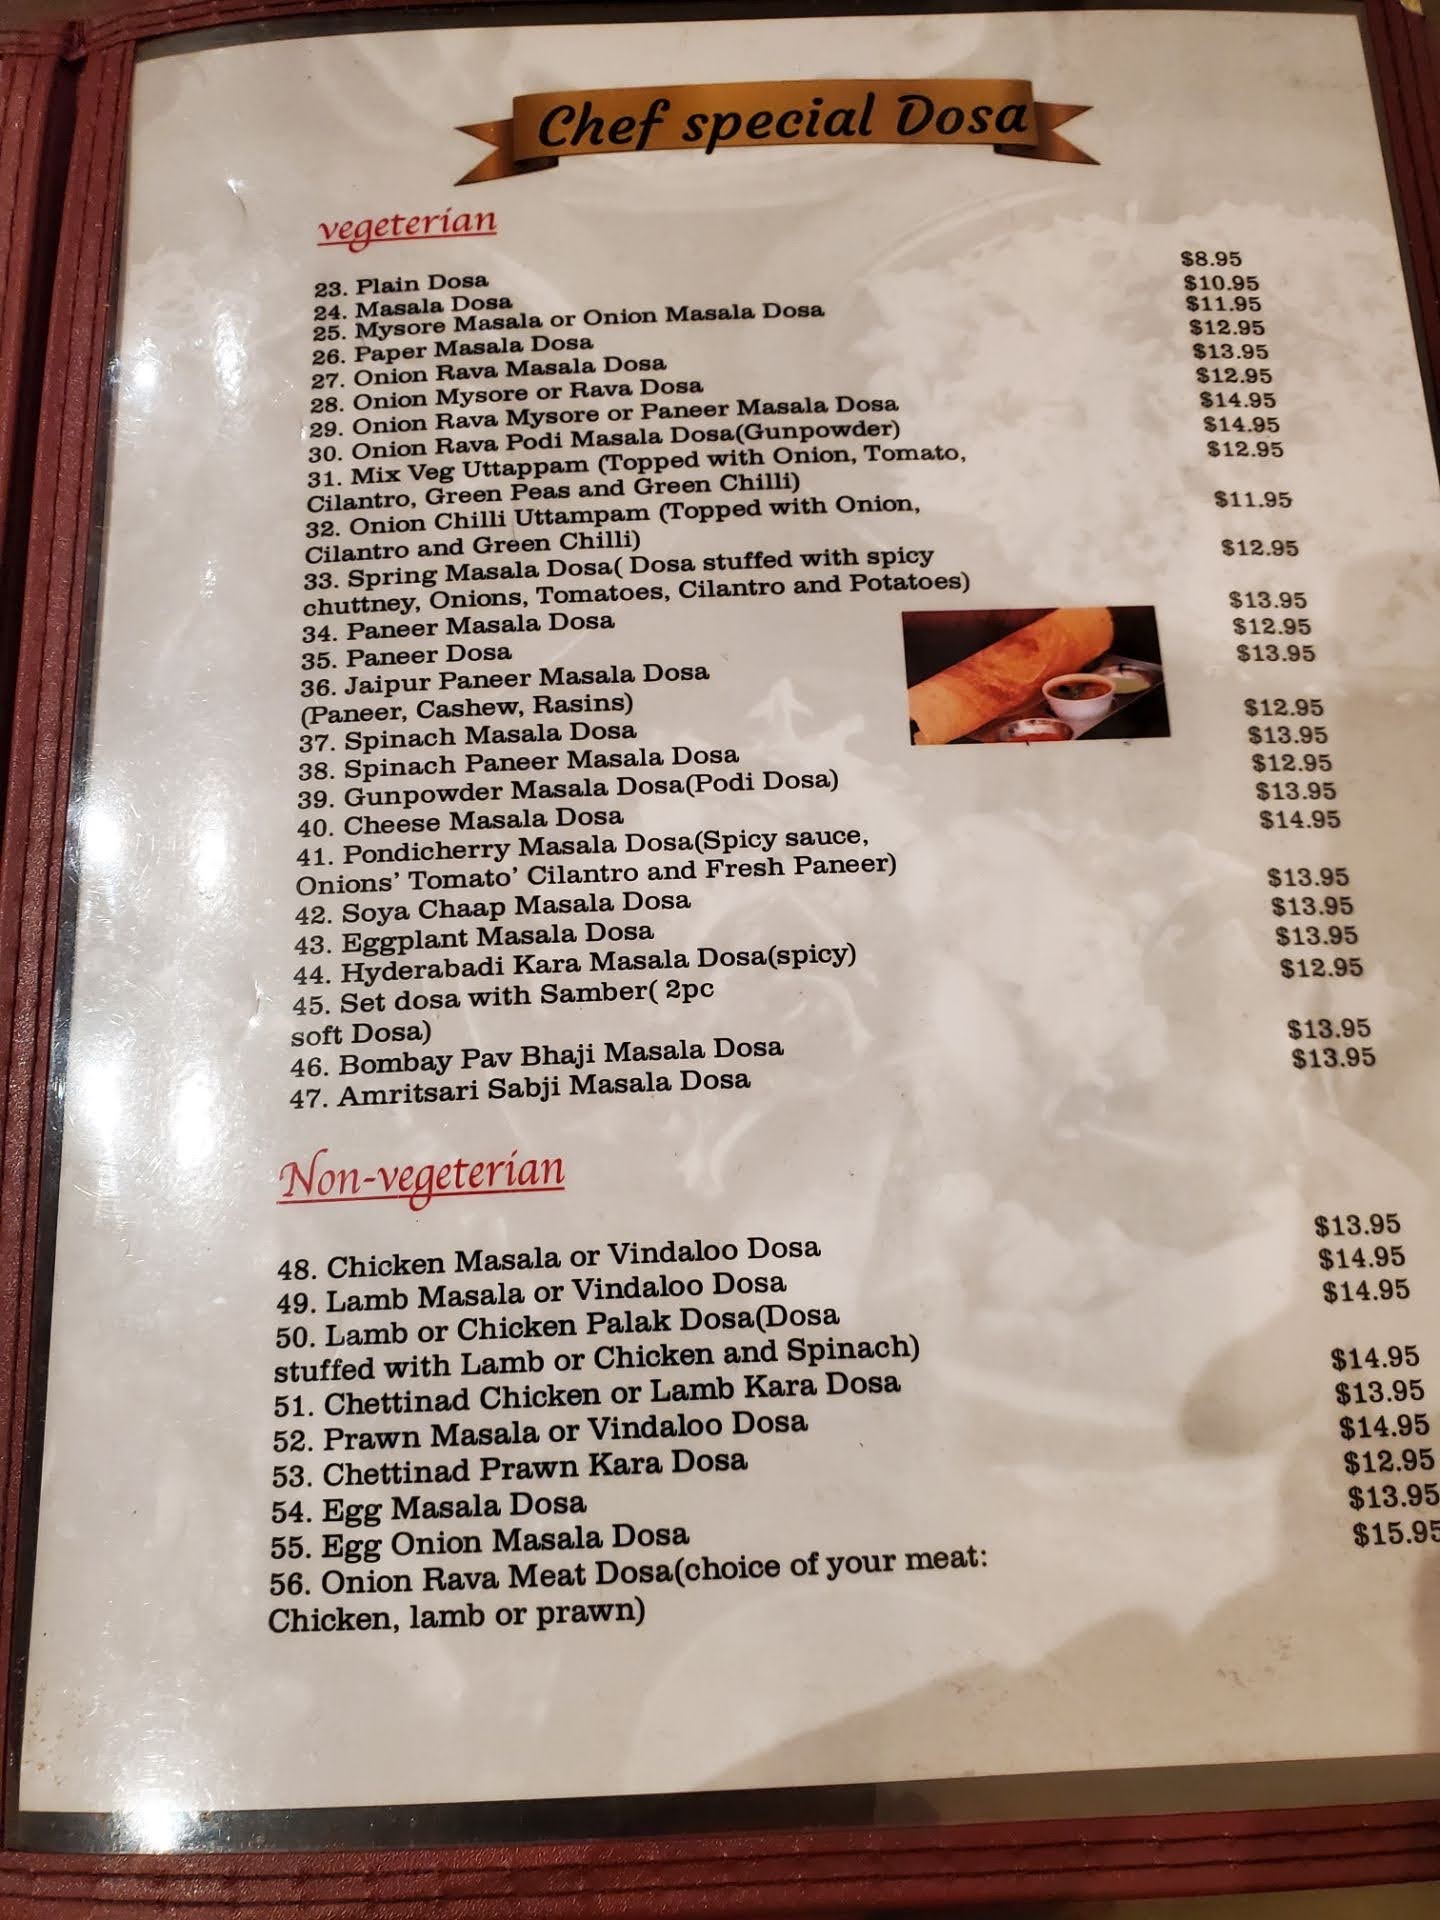 Chef special Dosa
vegeterian
23. Plain Dosa $8.95
24. Masala Dosa $10.95
25. Mysore Masala or Onion Masala Dosa $11.95
26. Paper Masala Dosa $12.95
27. Onion Rava Masala Dosa $13.95
28. Onion Mysore or Rava Dosa $12.95
29. Onion Rava Mysore or Paneer Masala Dosa $14.95
30. Onion Rava Podi Masala Dosa(Gunpowder) $14.95
31. Mix Veg Uttappam (Topped with Onion, Tomato, $12.95
Cilantro, Green Peas and Green Chilli)
32. Onion Chilli Uttampam (Topped with Onion, $11.95
Cilantro and Green Chilli)
33. Spring Masala Dosa( Dosa stuffed with spicy $12.95
chuttney, Onions, Tomatoes, Cilantro and Potatoes)
34. Paneer Masala Dosa $13.95
35. Paneer Dosa $12.95
36. Jaipur Paneer Masala Dosa $13.95
(Paneer, Cashew, Rasins)
37. Spinach Masala Dosa $12.95
38. Spinach Paneer Masala Dosa $13.95
39. Gunpowder Masala Dosa(Podi Dosa) $12.95
40. Cheese Masala Dosa $13.95
41. Pondicherry Masala Dosa(Spicy sauce, $14.95
Onions' Tomato' Cilantro and Fresh Paneer)
42. Soya Chaap Masala Dosa $13.95
43. Eggplant Masala Dosa $13.95
44. Hyderabadi Kara Masala Dosa(spicy) $13.95
45. Set dosa with Samber( 2pc $12.95
soft Dosa)
46. Bombay Pav Bhaji Masala Dosa $13.95
47. Amritsari Sabji Masala Dosa $13.95
Non-vegeterian
48. Chicken Masala or Vindaloo Dosa $13.95
49. Lamb Masala or Vindaloo Dosa $14.95
50. Lamb or Chicken Palak Dosa(Dosa $14.95
stuffed with Lamb or Chicken and Spinach)
51. Chettinad Chicken or Lamb Kara Dosa $14.95
52. Prawn Masala or Vindaloo Dosa $13.95
53. Chettinad Prawn Kara Dosa $14.95
54. Egg Masala Dosa $12.95
55. Egg Onion Masala Dosa $13.95
56. Onion Rava Meat Dosa(choice of your meat: $15.95
Chicken, lamb or prawn)